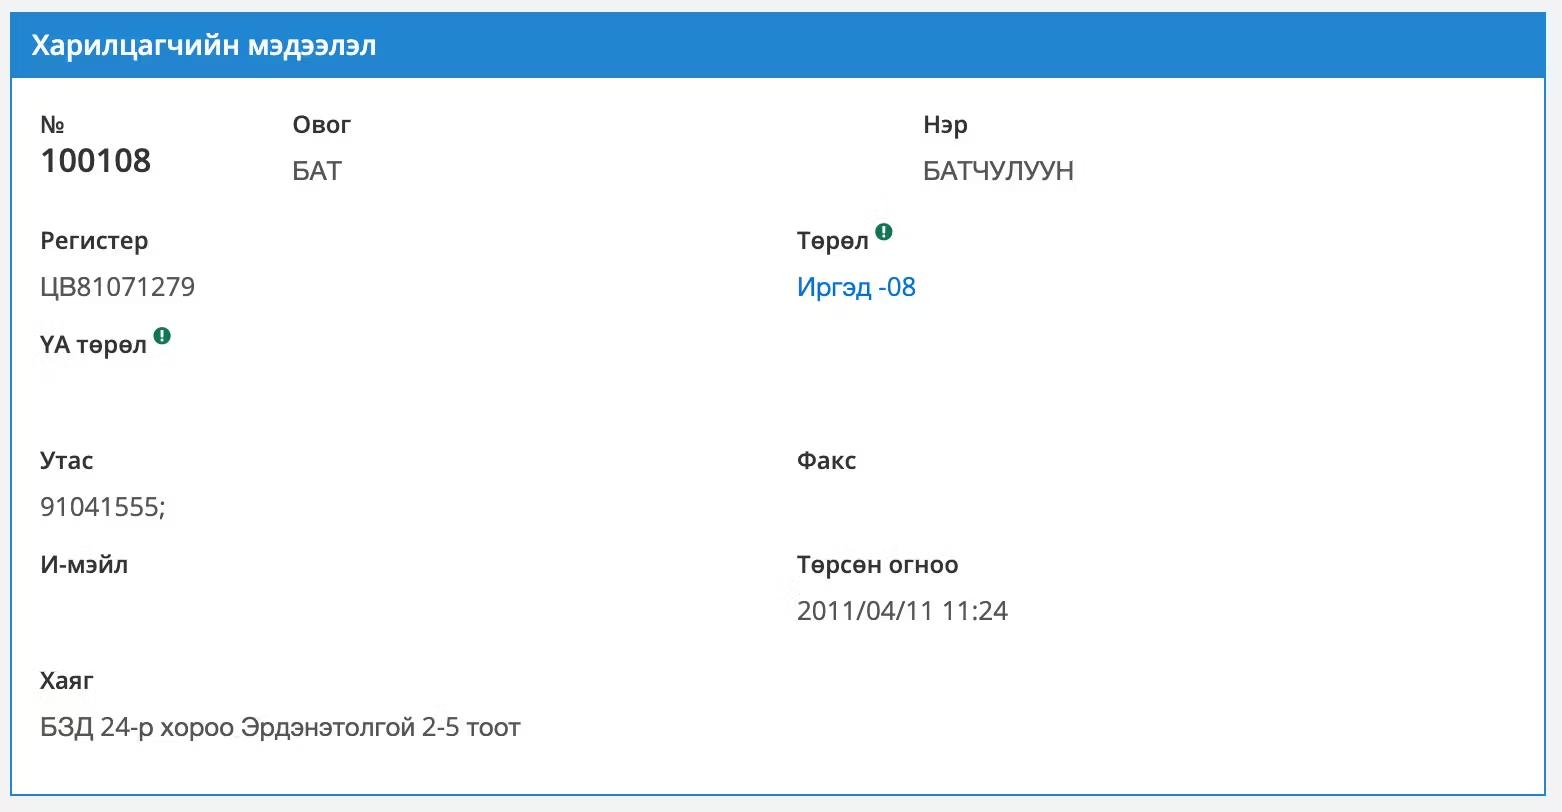 Харилцагчийн мэдээлэл
№ Овог Нэр
100108 БАТ БАТЧУЛУУН
Регистер Төрөл
ЦВ81071279 Иргэд -08
ҮА төрөл
Утас Факс
91041555;
И-мэйл Төрсөн огноо
2011/04/11 11:24
Хаяг
БЗД 24-р хороо Эрдэнэтолгой 2-5 тоот